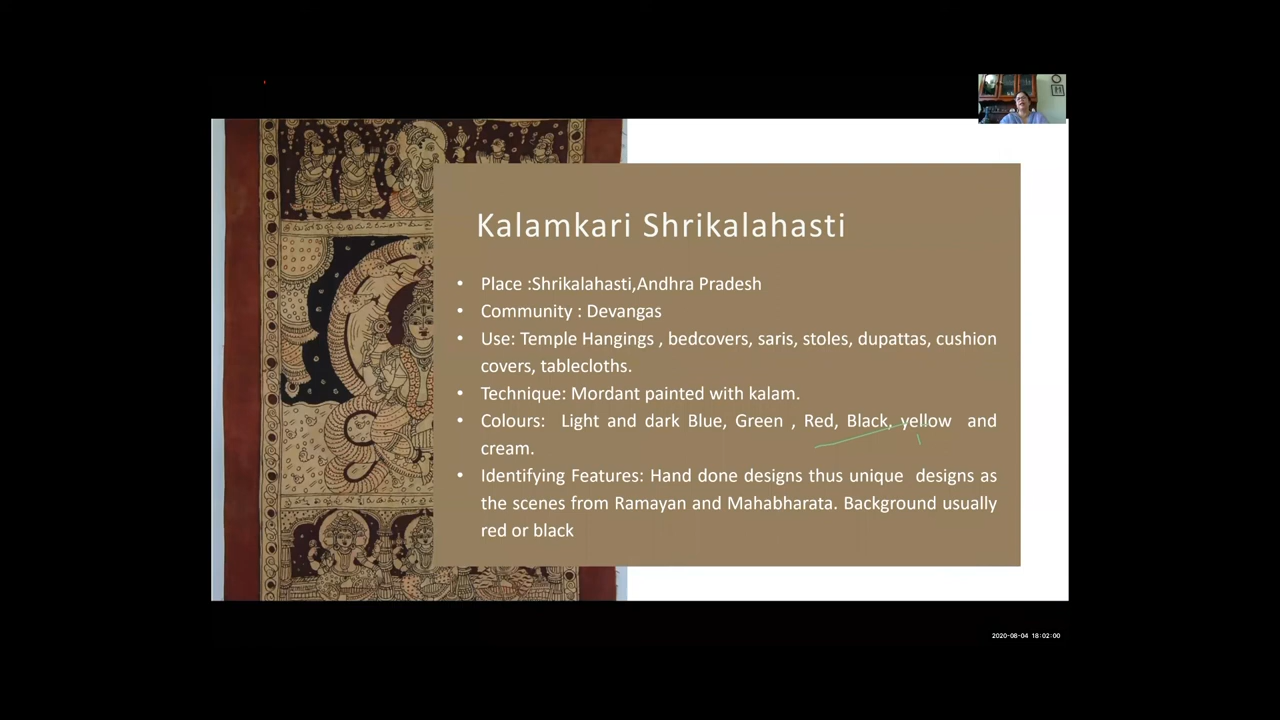 Kalamkari Shrikalahasti
• Place :Shrikalahasti,Andhra Pradesh
• Community : Devangas
• Use: Temple Hangings , bedcovers, saris, stoles, dupattas, cushion
covers, tablecloths.
• Technique: Mordant painted with kalam.
• Colours: Light and dark Blue, Green , Red, Black, yellow and
cream.
• Identifying Features: Hand done designs thus unique designs as
the scenes from Ramayan and Mahabharata. Background usually
red or black
2020-08-04 18:02:00